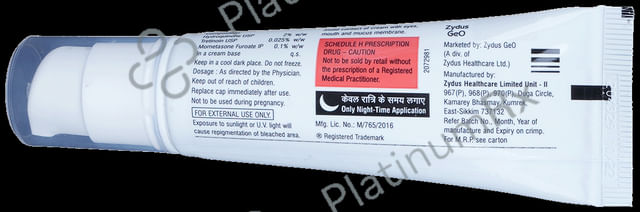 Hydroquinone USP 2% w/w
Tretinoin USP 0.025% w/w
Mometasone Furoate IP 0.1% w/w
In a cream base q.s.
Keep in a cool dark place. Do not freeze.
Dosage : As directed by the Physician.
Keep out of reach of children.
Replace cap immediately after use.
Not to be used during pregnancy.
FOR EXTERNAL USE ONLY.
Exposure to sunlight or U.V. light will
cause repigmentation of bleached area.
Avoid contact of cream with eyes,
mouth and mucous membrane.
SCHEDULE H PRESCRIPTION
DRUG – CAUTION
Not to be sold by retail without
the prescription of a Registered
Medical Practitioner.
केवल रात्रि के समय लगाए
Only Night-Time Application
Mfg. Lic. No.: M/765/2016
® Registered Trademark
2072981
Zydus
GeO
Marketed by: Zydus GeO
(A div. of
Zydus Healthcare Ltd.)
Manufactured by:
Zydus Healthcare Limited Unit - II
967(P), 968(P), 970(P), Doga Circle,
Kamarey Bhasmey, Kumrek,
East-Sikkim 737132
Refer Batch No., Month, Year of
manufacture and Expiry on crimp.
For M.R.P. see carton
PlatinumRx